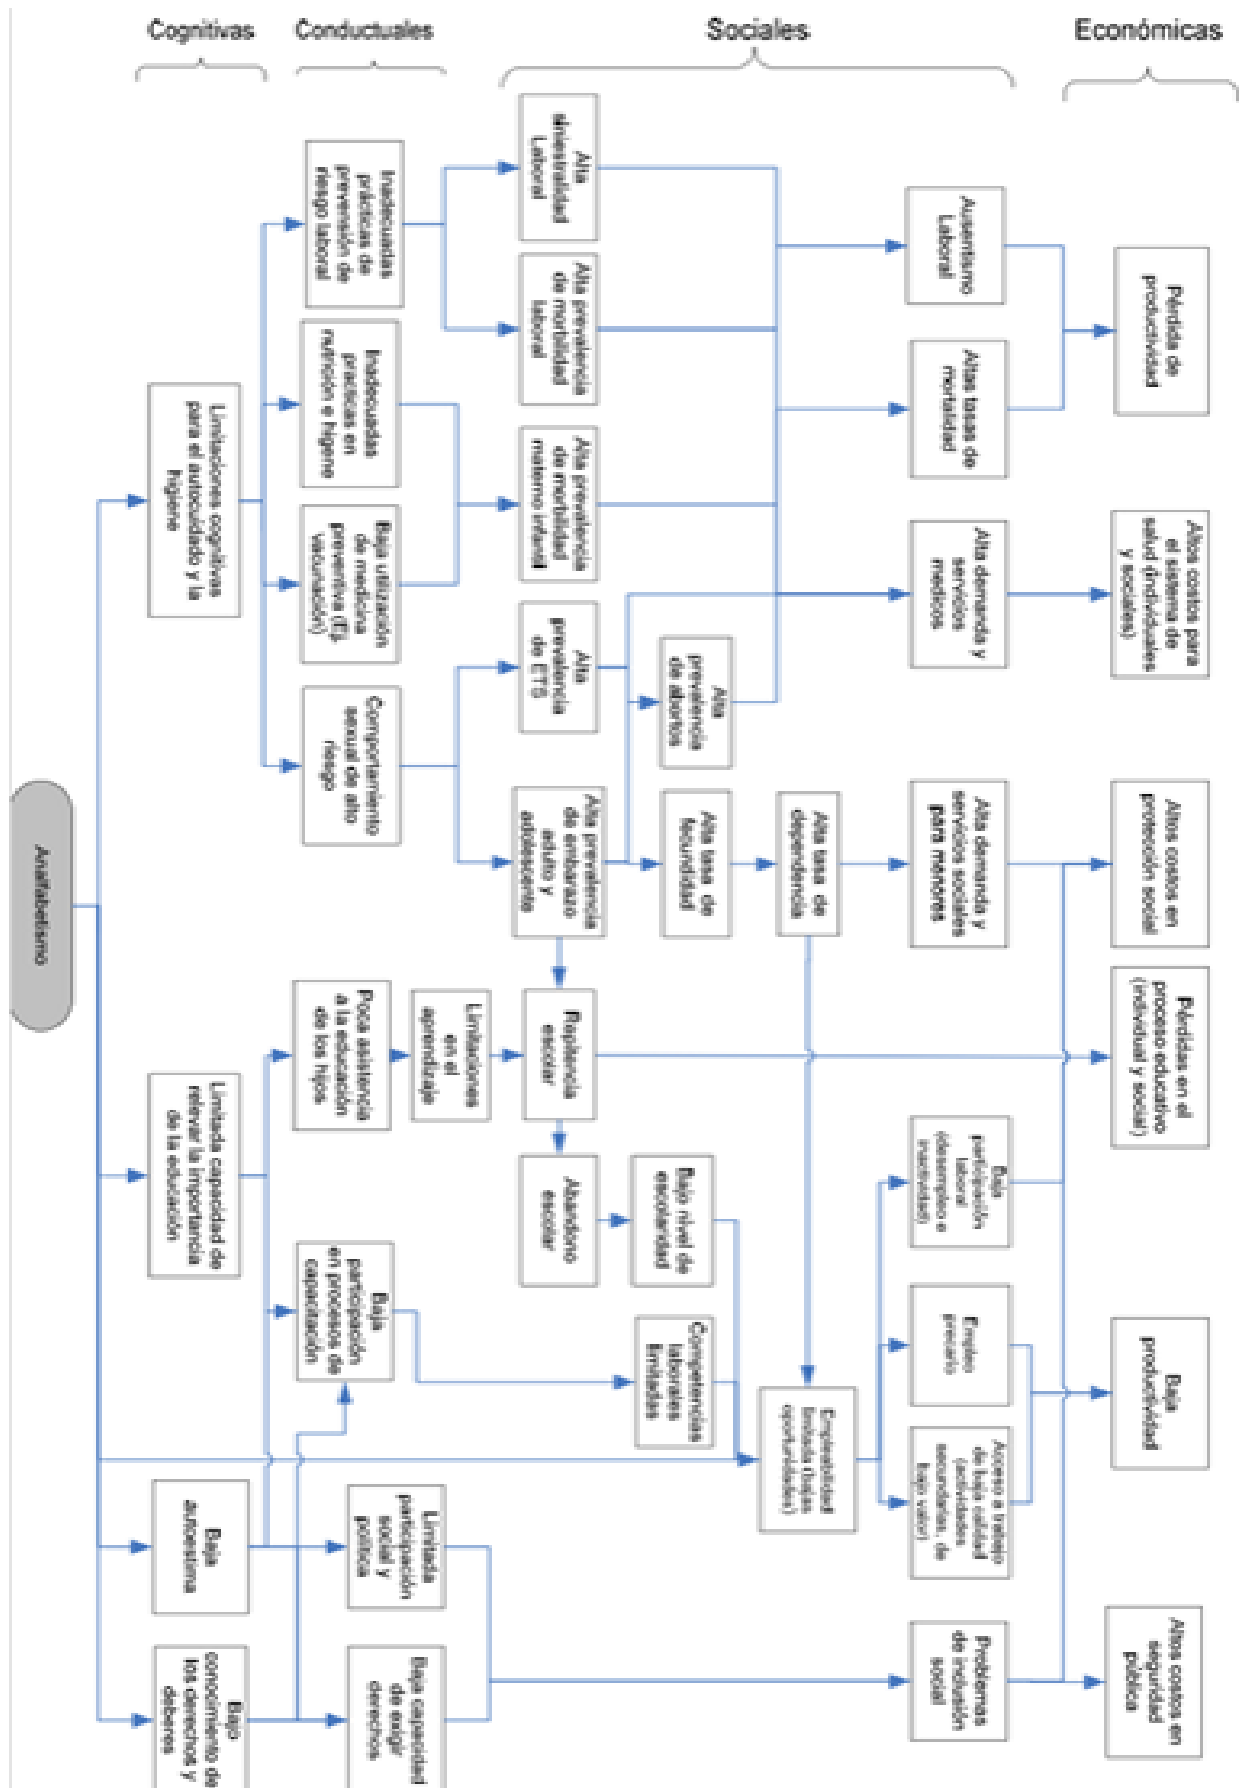 Cognitivas
Conductuales
Sociales
Económicas
Analfabetismo
Limitaciones cognitivas
para el autocuidado y la
higiene
Limitada capacidad de
relevar la importancia
de la educación
Baja
autoestima
Bajo
conocimiento de
los derechos y
deberes
Inadecuadas
prácticas de
prevensión de
riesgo laboral
Inadecuadas
prácticas en
nutrición e higene
Baja utilización
de medicina
preventiva (Ej.
vacunación)
Comportamiento
sexual de alto
riesgo
Poca asistencia
a la educación
de los hijos
Limitaciones
en el
aprendizaje
Baja
participación
en procesos de
capacitación
Limitada
participación
social y
política
Baja capacidad
de exigir
derechos
Alta
siniestralidad
Laboral
Alta prevalencia
de morbilidad
laboral
Alta prevalencia
de morbilidad
materno infantil
Alta
prevalencia
de ETS
Alta prevalencia
de embarazo
aduto y
adolescente
Repitencia
escolar
Abandono
escolar
Alta
prevalencia
de abortos
Alta tasa de
fecundidad
Bajo nivel de
escolaridad
Competencias
laborales
limitadas
Alta tasa de
dependencia
Empleabilidad
limitada (bajas
oportunidades)
Ausentismo
Laboral
Altas tasas de
mortalidad
Alta demanda y
servicios
medicos
Alta demanda y
servicios sociales
para menores
Baja
participación
laboral
(desempleo e
inactividad)
Empleo
precario
Acceso a trabajo
de baja calidad
(actividades
secundarias, de
bajo valor)
Problemas
de inclusión
social
Pérdida de
productividad
Altos costos para
el sistema de
salud (individuales
y sociales)
Altos costos en
protección social
Pérdidas en el
proceso educativo
(individual y social)
Baja
productividad
Altos costos en
seguridad
pública